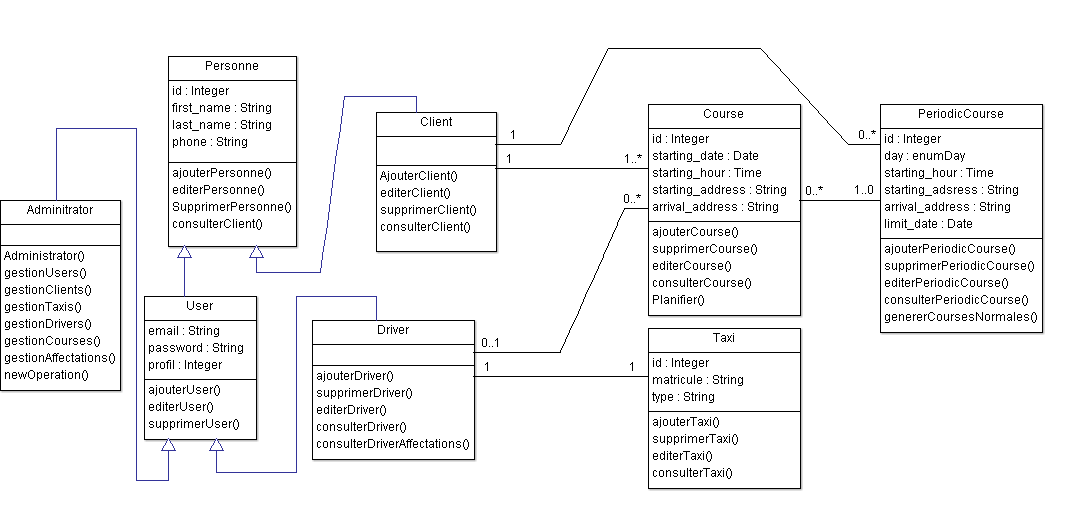 Personne
id : Integer
first_name : String
last_name : String
phone : String
ajouterPersonne()
editerPersonne()
SupprimerPersonne()
consulterClient()
Adminitrator
Administrator()
gestionUsers()
gestionClients()
gestionTaxis()
gestionDrivers()
gestionCourses()
gestionAffectations()
newOperation()
User
email : String
password : String
profil : Integer
ajouterUser()
editerUser()
supprimerUser()
Client
AjouterClient()
editerClient()
supprimerClient()
consulterClient()
Driver
ajouterDriver()
supprimerDriver()
editerDriver()
consulterDriver()
consulterDriverAffectations()
1
0..*
1
1..*
0..*
0..1
1
1
0..*
1..0
Course
id : Integer
starting_date : Date
starting_hour : Time
starting_address : String
arrival_address : String
ajouterCourse()
supprimerCourse()
editerCourse()
consulterCourse()
Planifier()
Taxi
id : Integer
matricule : String
type : String
ajouterTaxi()
supprimerTaxi()
editerTaxi()
consulterTaxi()
PeriodicCourse
id : Integer
day : enumDay
starting_hour : Time
starting_adsress : String
arrival_address : String
limit_date : Date
ajouterPeriodicCourse()
supprimerPeriodicCourse()
editerPeriodicCourse()
consulterPeriodicCourse()
genererCoursesNormales()